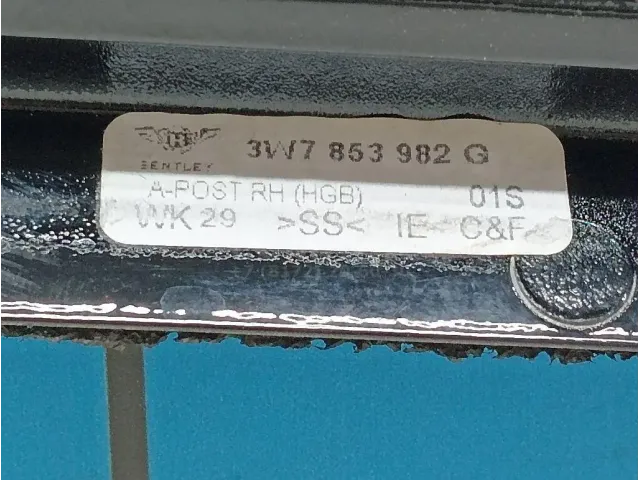 3W7 853 982 G
BENTLEY
A-POST RH (HGB) 01S
WK 29 >SS< IE C&F